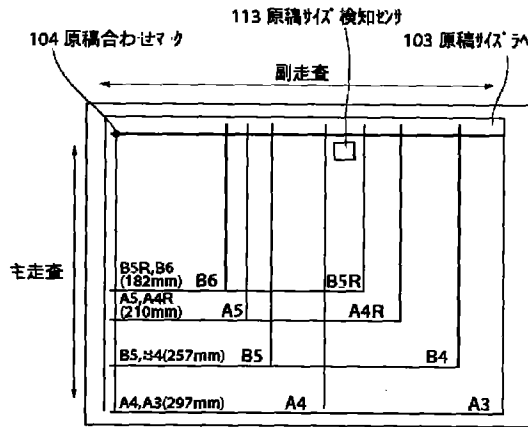 113 原稿サイズ検知センサ
104 原稿合わせマーク
103 原稿サイズラベ
副走査
主走査
B5R,B6
(182mm)
B6
B5R
A5,A4R
(210mm)
A5
A4R
B5,B4(257mm)
B5
B4
A4,A3(297mm)
A4
A3